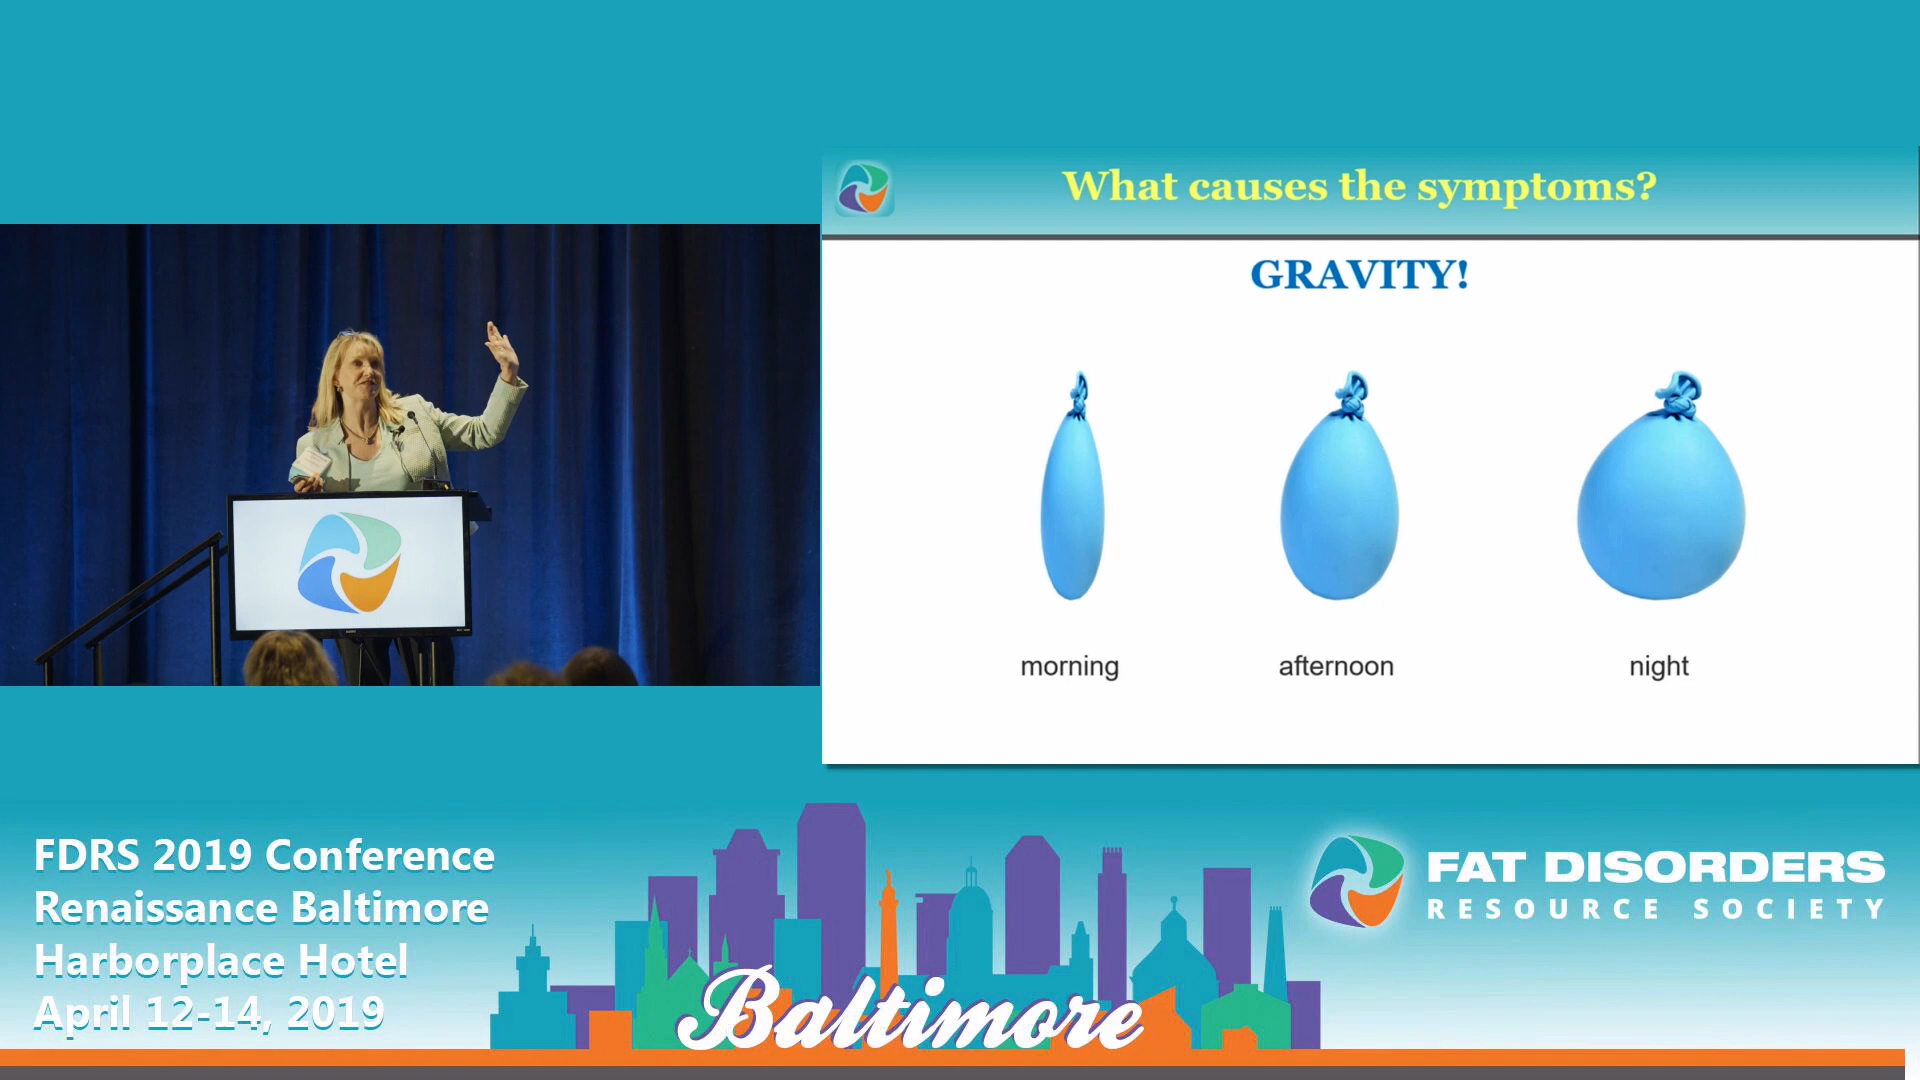 What causes the symptoms?
GRAVITY!
morning
afternoon
night
FDRS 2019 Conference
Renaissance Baltimore
Harborplace Hotel
April 12-14, 2019
Baltimore
FAT DISORDERS
RESOURCE SOCIETY